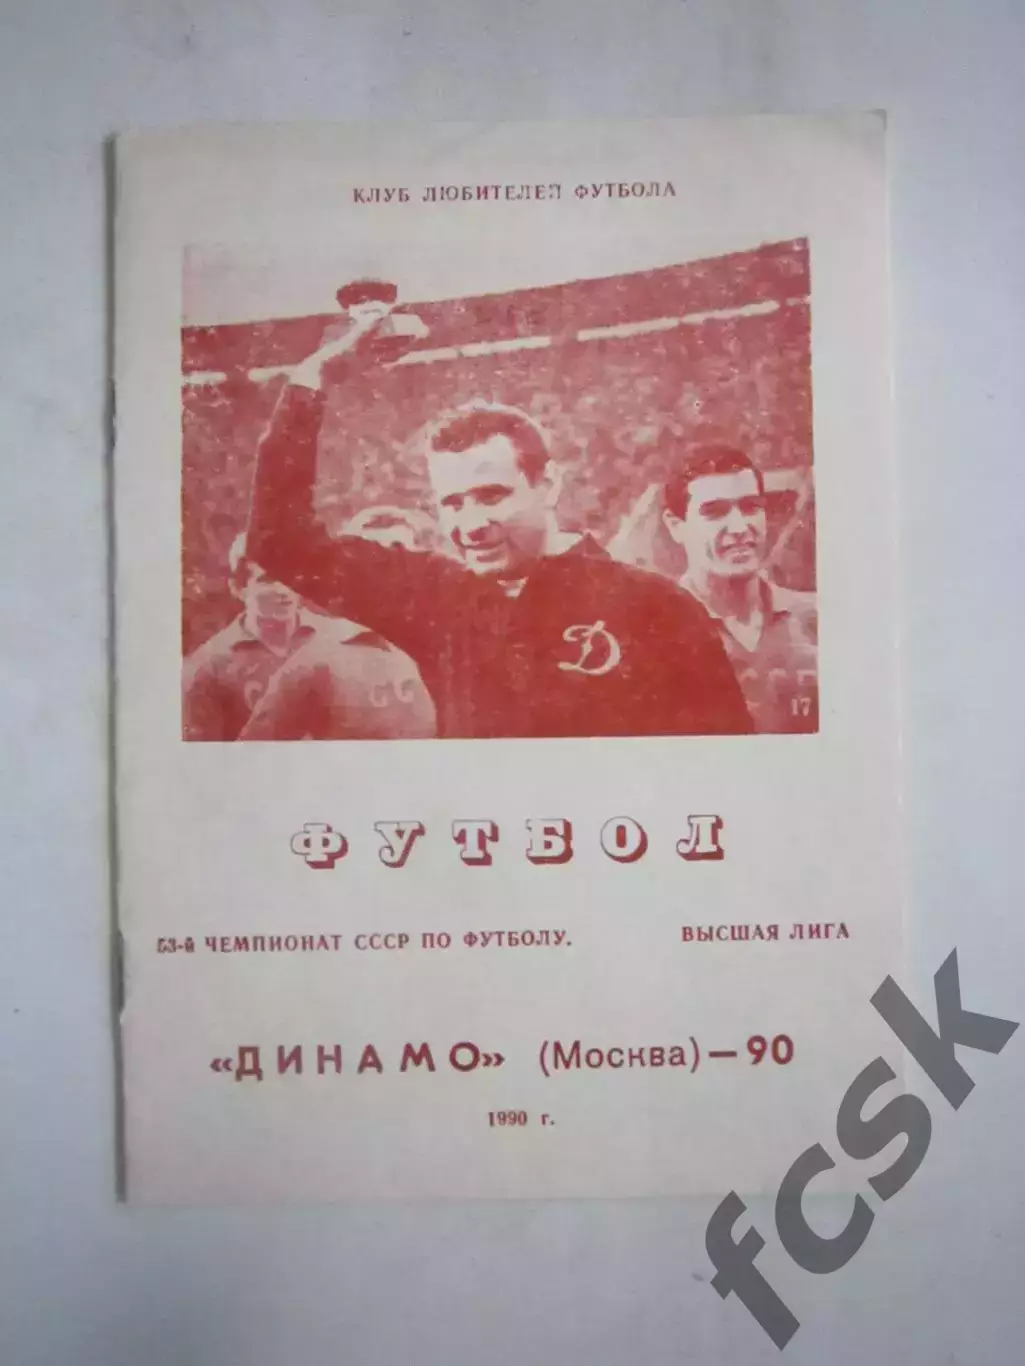 КЛУБ ЛЮБИТЕЛЕЙ ФУТБОЛА
Д
17
ФУТБОЛ
53-й ЧЕМПИОНАТ СССР ПО ФУТБОЛУ. ВЫСШАЯ ЛИГА
«ДИНАМО» (Москва) — 90
1990 г.
fcsk